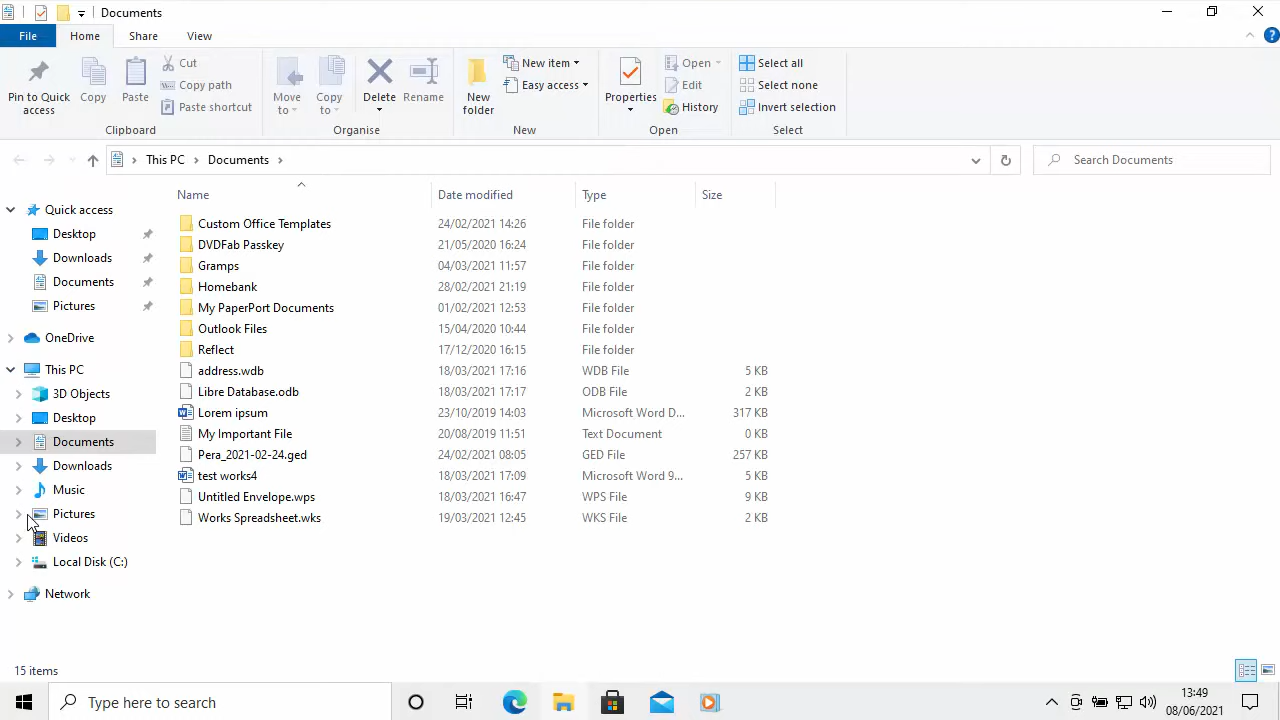 Documents
File Home Share View
Pin to Quick access
Copy
Paste
Cut
Copy path
Paste shortcut
Clipboard
Move to
Copy to
Delete
Rename
Organise
New folder
New item
Easy access
New
Properties
Open
Edit
History
Open
Select all
Select none
Invert selection
Select
This PC Documents
Search Documents
Quick access
Desktop
Downloads
Documents
Pictures
OneDrive
This PC
3D Objects
Desktop
Documents
Downloads
Music
Pictures
Videos
Local Disk (C:)
Network
Name Date modified Type Size
Custom Office Templates 24/02/2021 14:26 File folder
DVDFab Passkey 21/05/2020 16:24 File folder
Gramps 04/03/2021 11:57 File folder
Homebank 28/02/2021 21:19 File folder
My PaperPort Documents 01/02/2021 12:53 File folder
Outlook Files 15/04/2020 10:44 File folder
Reflect 17/12/2020 16:15 File folder
address.wdb 18/03/2021 17:16 WDB File 5 KB
Libre Database.odb 18/03/2021 17:17 ODB File 2 KB
Lorem ipsum 23/10/2019 14:03 Microsoft Word D... 317 KB
My Important File 20/08/2019 11:51 Text Document 0 KB
Pera_2021-02-24.ged 24/02/2021 08:05 GED File 257 KB
test works4 18/03/2021 17:09 Microsoft Word 9... 5 KB
Untitled Envelope.wps 18/03/2021 16:47 WPS File 9 KB
Works Spreadsheet.wks 19/03/2021 12:45 WKS File 2 KB
15 items
Type here to search
13:49
08/06/2021